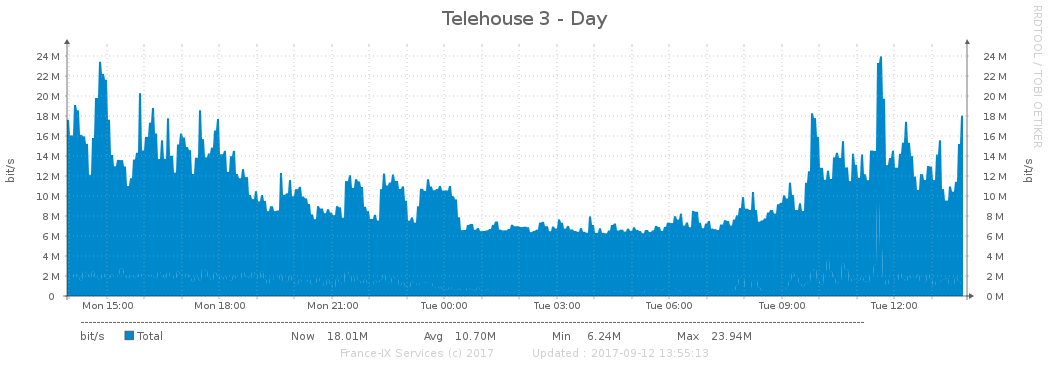 Telehouse 3 - Day
RRDTOOL / TOBI OETIKER
bit/s
24 M 24 M
22 M 22 M
20 M 20 M
18 M 18 M
16 M 16 M
14 M 14 M
12 M 12 M
10 M 10 M
8 M 8 M
6 M 6 M
4 M 4 M
2 M 2 M
0 0 M
bit/s
Mon 15:00 Mon 18:00 Mon 21:00 Tue 00:00 Tue 03:00 Tue 06:00 Tue 09:00 Tue 12:00
bit/s Total Now 18.01M Avg 10.70M Min 6.24M Max 23.94M
France-IX Services (c) 2017 Updated : 2017-09-12 13:55:13